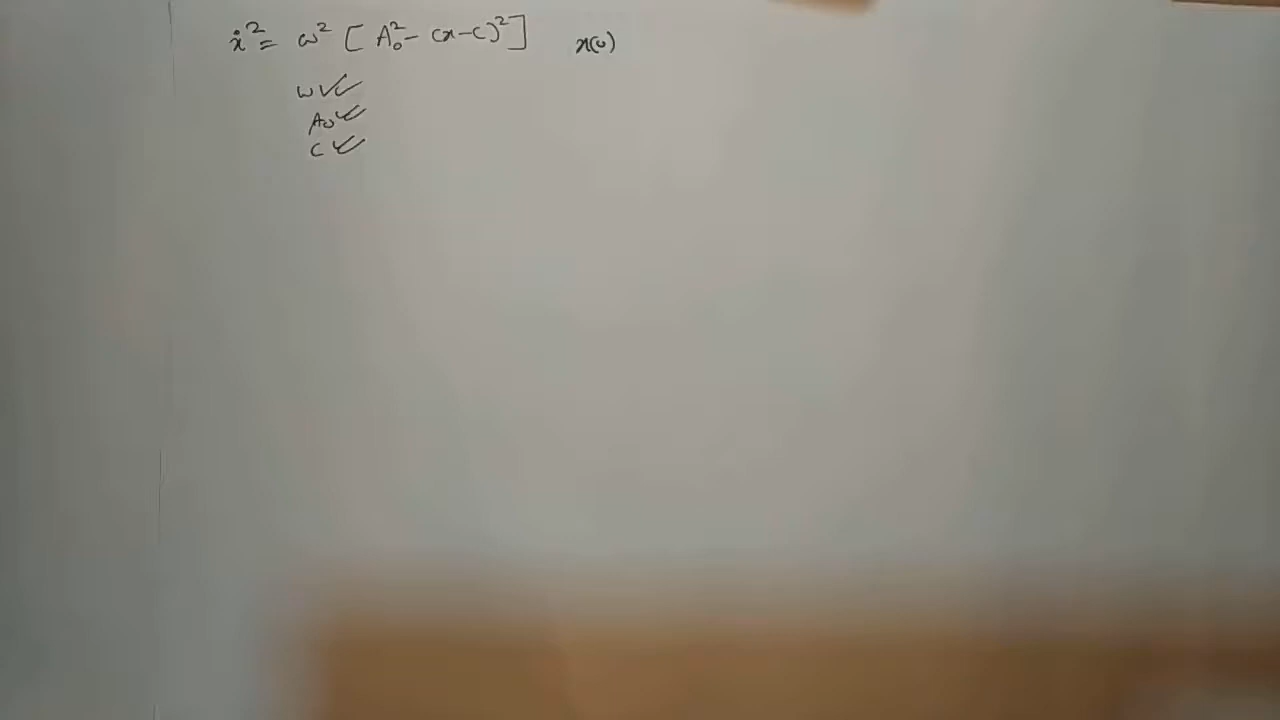 ẋ² = ω² [ A₀² - (x-c)² ] x(0)
ω ✓✓
A₀ ✓
c ✓